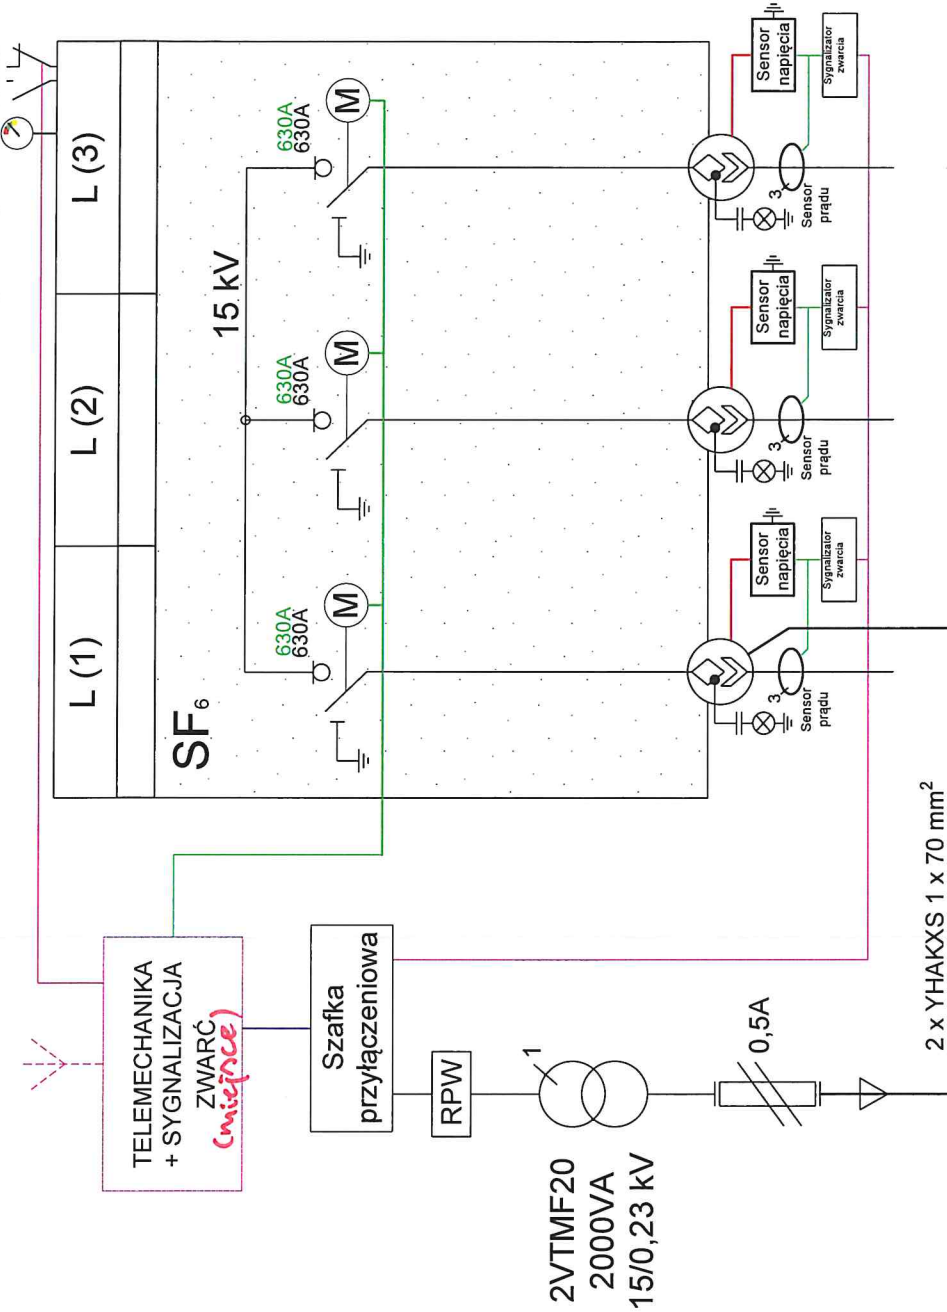 TELEMECHANIKA
+ SYGNALIZACJA
ZWARĆ
(miejsce)
Szafka
przyłączeniowa
RPW
1
2VTMF20
2000VA
15/0,23 kV
0,5A
2 x YHAKXS 1 x 70 mm²
L (1)
L (2)
L (3)
SF₆
15 kV
630A
630A
M
630A
630A
M
630A
630A
M
Sensor
napięcia
3
Sensor
prądu
Sygnalizator
zwarcia
Sensor
napięcia
3
Sensor
prądu
Sygnalizator
zwarcia
Sensor
napięcia
3
Sensor
prądu
Sygnalizator
zwarcia